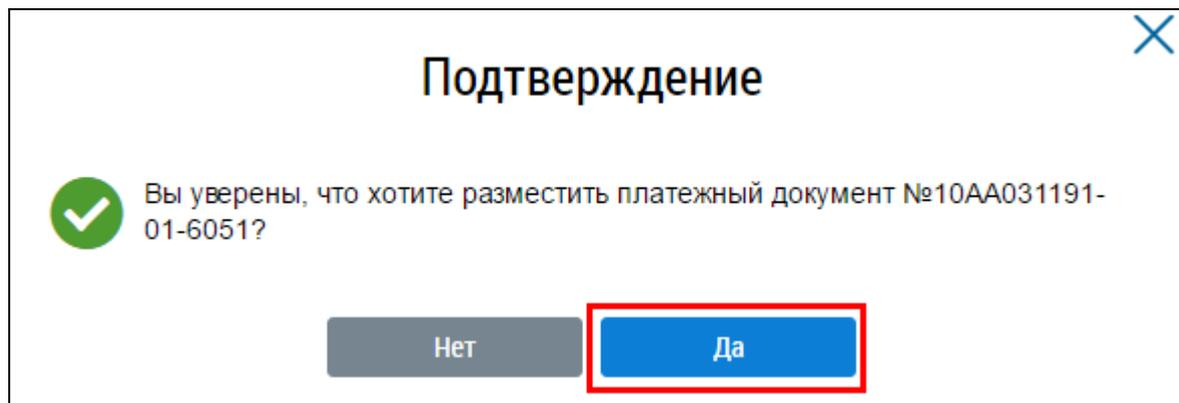 Подтверждение
Вы уверены, что хотите разместить платежный документ №10АА031191-
01-6051?
Нет
Да